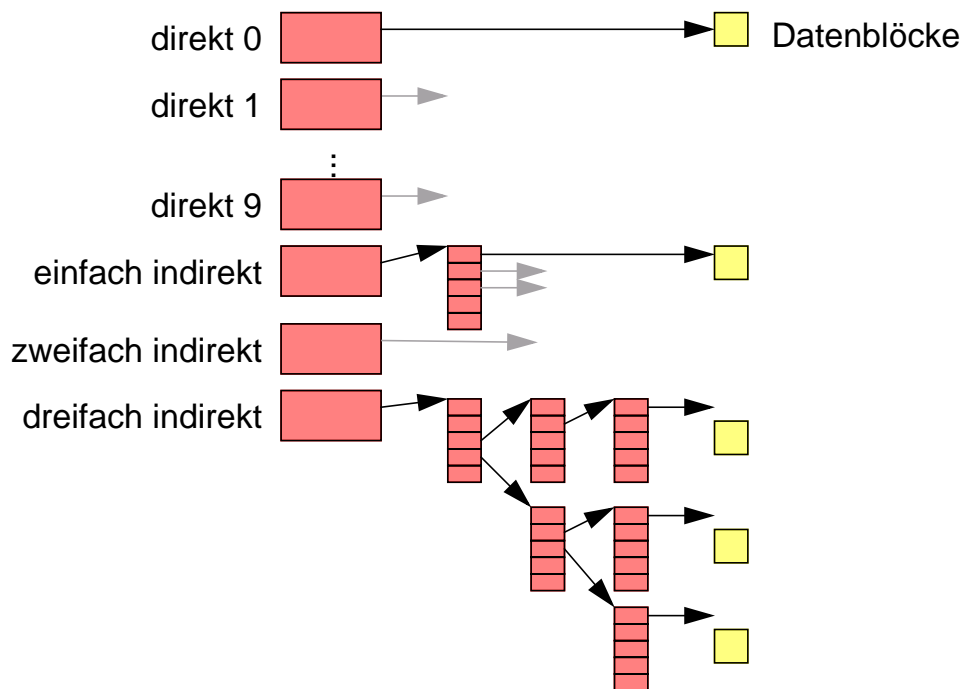 direkt 0
Datenblöcke
direkt 1
direkt 9
einfach indirekt
zweifach indirekt
dreifach indirekt